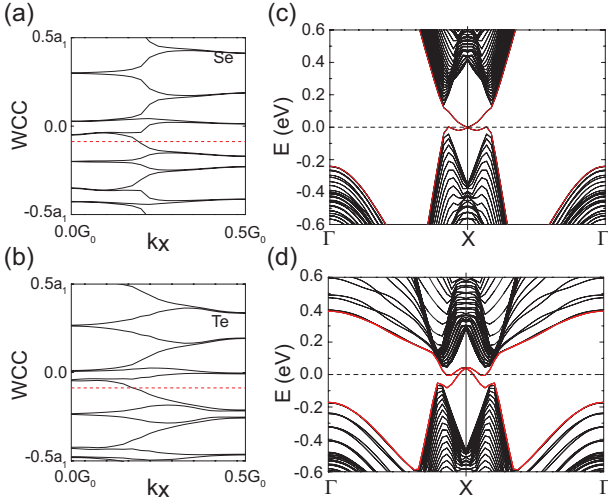 (a)
0.5a₁
Se
WCC
0.0
-0.5a₁
0.0G₀
kx
0.5G₀
(c)
0.6
0.4
0.2
E (eV)
0.0
-0.2
-0.4
-0.6
Γ
X
Γ
(b)
0.5a₁
Te
WCC
0.0
-0.5a₁
0.0G₀
kx
0.5G₀
(d)
0.6
0.4
0.2
E (eV)
0.0
-0.2
-0.4
-0.6
Γ
X
Γ